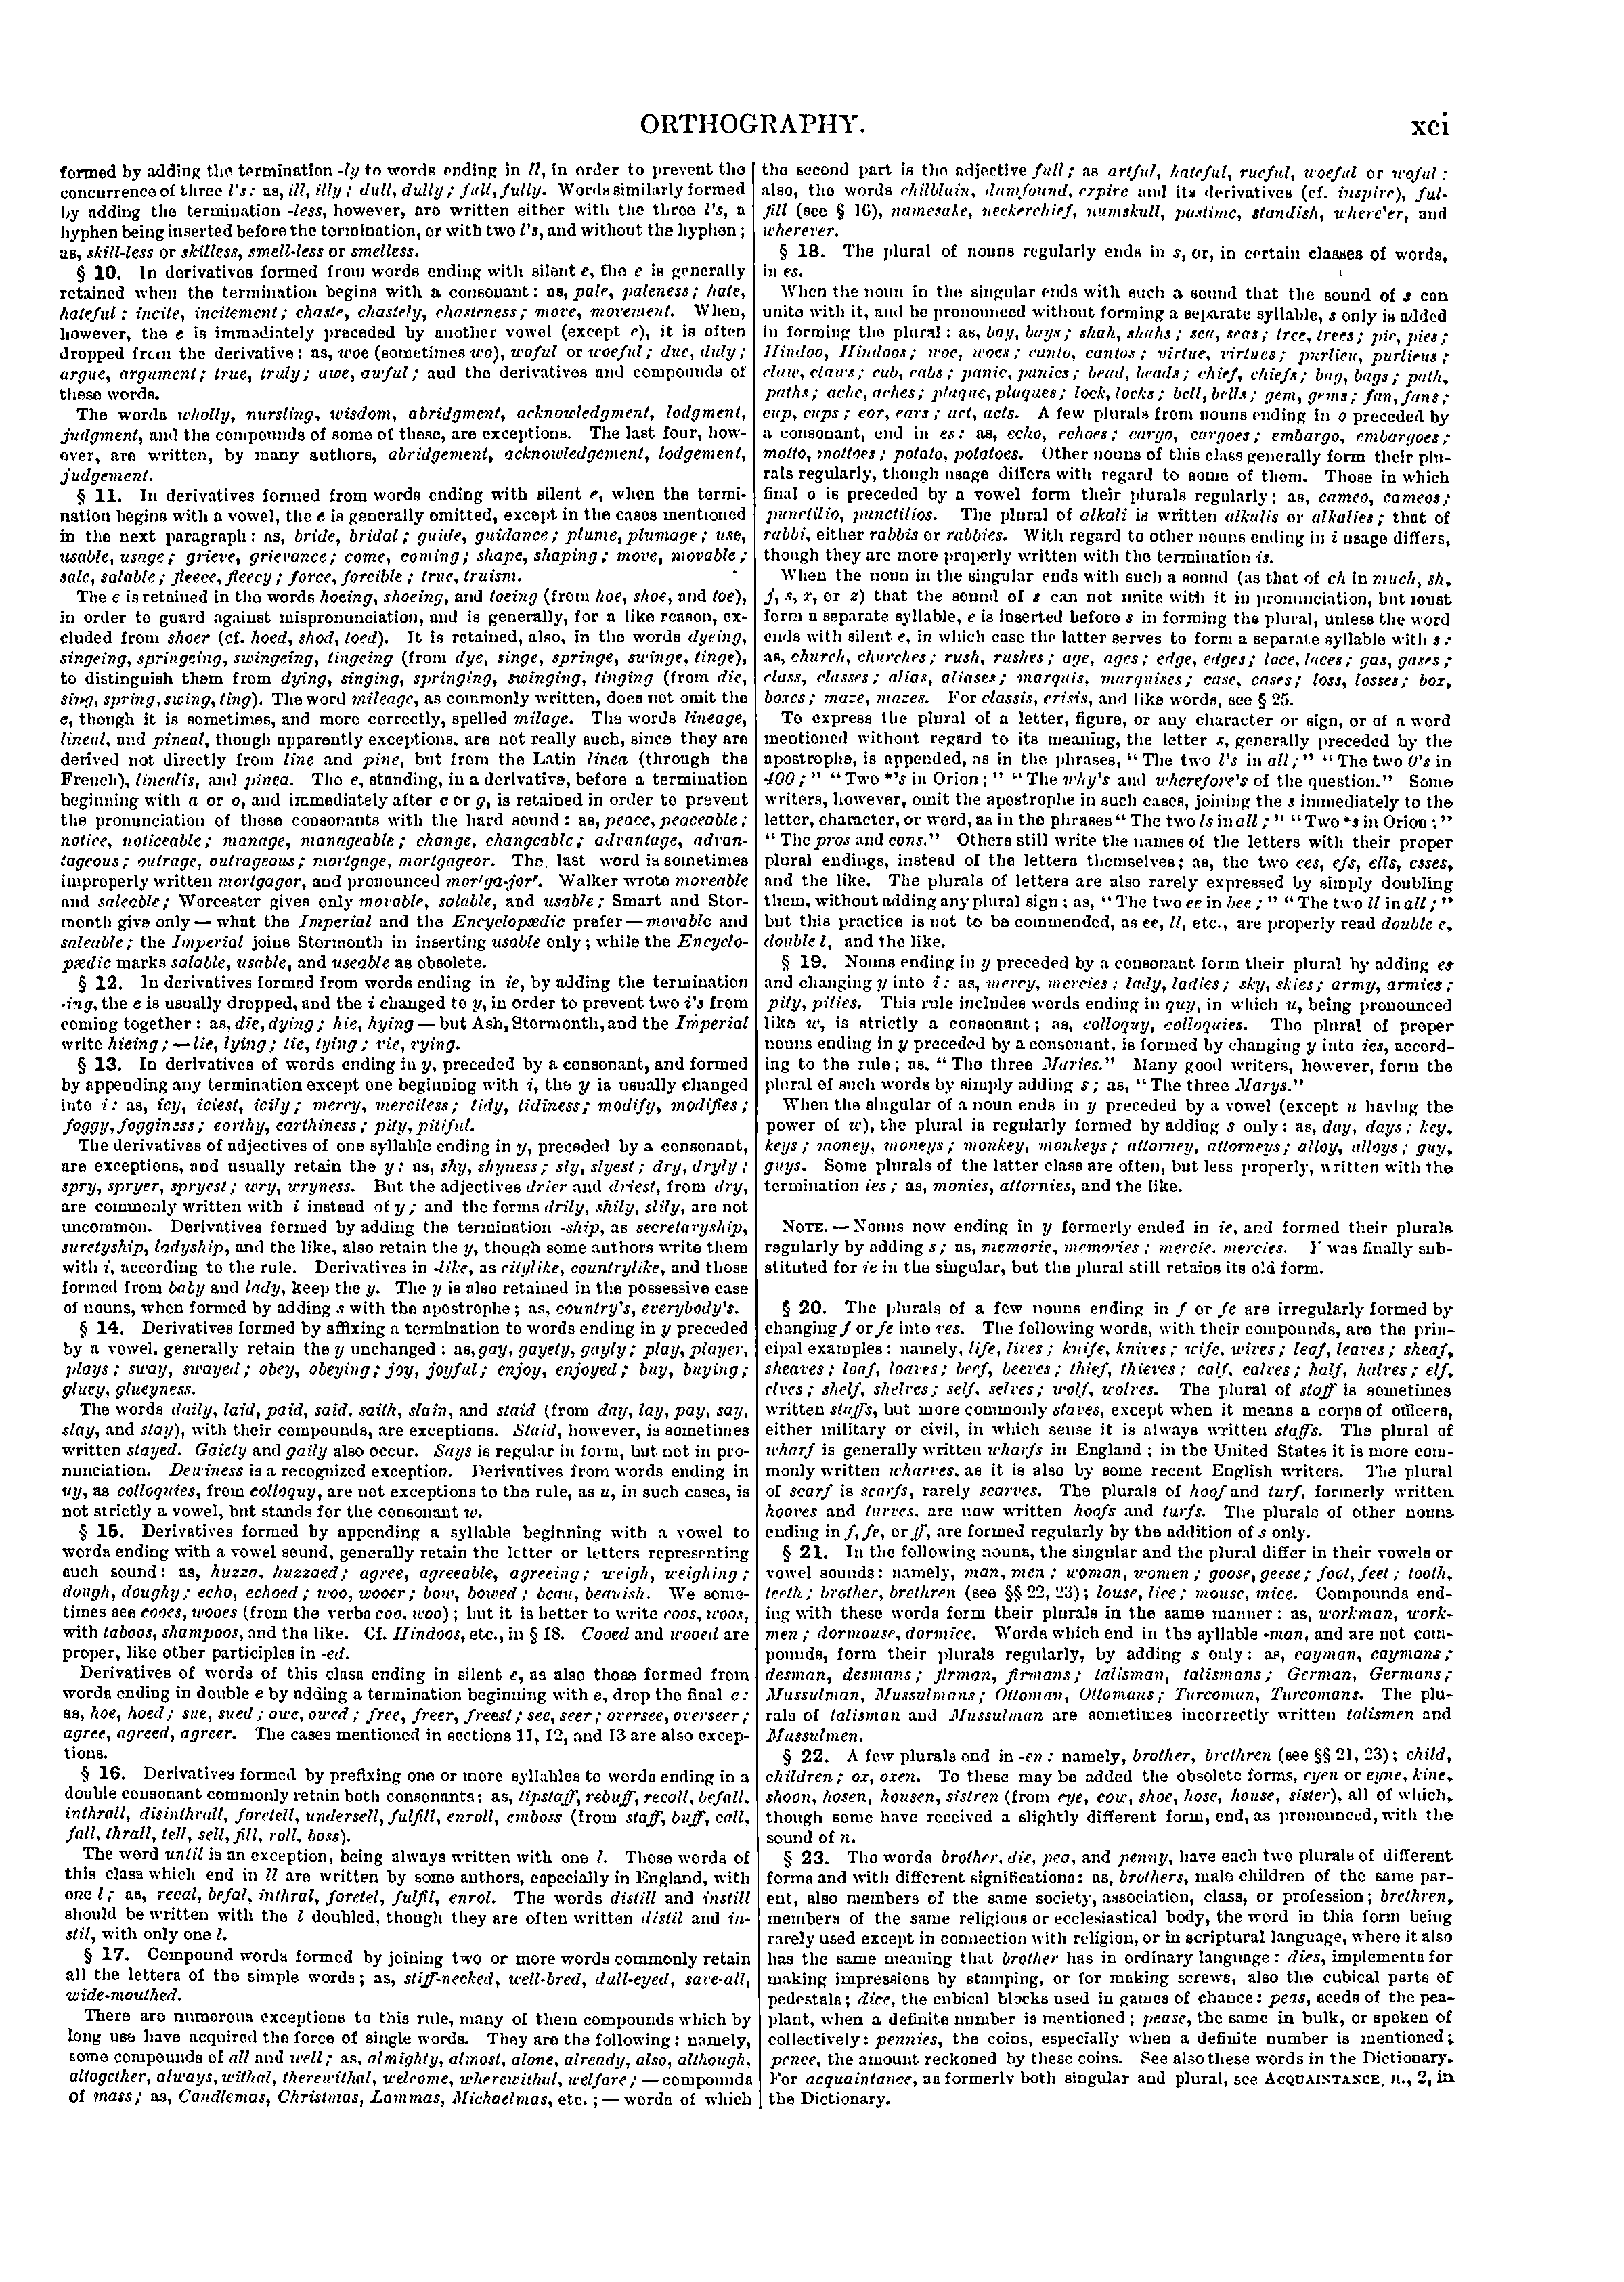 ORTHOGRAPHY.
xci
formed by adding the termination -ly to words ending in ll, in order to prevent the
concurrence of three l's: as, ill, illy; dull, dully; full, fully. Words similarly formed
by adding the termination -less, however, are written either with the three l's, a
hyphen being inserted before the termination, or with two l's, and without the hyphen;
as, skill-less or skilless, smell-less or smelless.
§ 10. In derivatives formed from words ending with silent e, the e is generally
retained when the termination begins with a consonant: as, pale, paleness; hate,
hateful; incite, incitement; chaste, chastely, chasteness; move, movement. When,
however, the e is immediately preceded by another vowel (except e), it is often
dropped from the derivative: as, woe (sometimes wo), woful or woeful; due, duly;
argue, argument; true, truly; awe, awful; and the derivatives and compounds of
these words.
The words wholly, nursling, wisdom, abridgment, acknowledgment, lodgment,
judgment, and the compounds of some of these, are exceptions. The last four, how-
ever, are written, by many authors, abridgement, acknowledgement, lodgement,
judgement.
§ 11. In derivatives formed from words ending with silent e, when the termi-
nation begins with a vowel, the e is generally omitted, except in the cases mentioned
in the next paragraph: as, bride, bridal; guide, guidance; plume, plumage; use,
usable, usage; grieve, grievance; come, coming; shape, shaping; move, movable;
sale, salable; fleece, fleecy; force, forcible; true, truism.
The e is retained in the words hoeing, shoeing, and toeing (from hoe, shoe, and toe),
in order to guard against mispronunciation, and is generally, for a like reason, ex-
cluded from shoer (cf. hoed, shod, toed). It is retained, also, in the words dyeing,
singeing, springeing, swingeing, tingeing (from dye, singe, springe, swinge, tinge),
to distinguish them from dying, singing, springing, swinging, tinging (from die,
sing, spring, swing, ting). The word mileage, as commonly written, does not omit the
e, though it is sometimes, and more correctly, spelled milage. The words lineage,
lineal, and pineal, though apparently exceptions, are not really such, since they are
derived not directly from line and pine, but from the Latin linea (through the
French), linealis, and pinea. The e, standing, in a derivative, before a termination
beginning with a or o, and immediately after c or g, is retained in order to prevent
the pronunciation of these consonants with the hard sound: as, peace, peaceable;
notice, noticeable; manage, manageable; change, changeable; advantage, advan-
tageous; outrage, outrageous; mortgage, mortgageor. The last word is sometimes
improperly written mortgagor, and pronounced mor'ga-jor'. Walker wrote moveable
and saleable; Worcester gives only movable, salable, and usable; Smart and Stor-
month give only — what the Imperial and the Encyclopædic prefer — movable and
saleable; the Imperial joins Stormonth in inserting usable only; while the Encyclo-
pædic marks salable, usable, and useable as obsolete.
§ 12. In derivatives formed from words ending in ie, by adding the termination
-ing, the e is usually dropped, and the i changed to y, in order to prevent two i's from
coming together: as, die, dying; hie, hying — but Ash, Stormonth, and the Imperial
write hieing; — lie, lying; tie, tying; vie, vying.
§ 13. In derivatives of words ending in y, preceded by a consonant, and formed
by appending any termination except one beginning with i, the y is usually changed
into i: as, icy, iciest, icily; mercy, merciless; tidy, tidiness; modify, modifies;
foggy, fogginess; earthy, earthiness; pity, pitiful.
The derivatives of adjectives of one syllable ending in y, preceded by a consonant,
are exceptions, and usually retain the y: as, shy, shyness; sly, slyest; dry, dryly;
spry, spryer, spryest; wry, wryness. But the adjectives drier and driest, from dry,
are commonly written with i instead of y; and the forms drily, shily, slily, are not
uncommon. Derivatives formed by adding the termination -ship, as secretaryship,
suretyship, ladyship, and the like, also retain the y, though some authors write them
with i, according to the rule. Derivatives in -like, as citylike, countrylike, and those
formed from baby and lady, keep the y. The y is also retained in the possessive case
of nouns, when formed by adding s with the apostrophe; as, country's, everybody's.
§ 14. Derivatives formed by affixing a termination to words ending in y preceded
by a vowel, generally retain the y unchanged: as, gay, gayety, gayly; play, player,
plays; sway, swayed; obey, obeying; joy, joyful; enjoy, enjoyed; buy, buying;
gluey, glueyness.
The words daily, laid, paid, said, saith, slain, and staid (from day, lay, pay, say,
slay, and stay), with their compounds, are exceptions. Staid, however, is sometimes
written stayed. Gaiety and gaily also occur. Says is regular in form, but not in pro-
nunciation. Dewiness is a recognized exception. Derivatives from words ending in
uy, as colloquies, from colloquy, are not exceptions to the rule, as u, in such cases, is
not strictly a vowel, but stands for the consonant w.
§ 15. Derivatives formed by appending a syllable beginning with a vowel to
words ending with a vowel sound, generally retain the letter or letters representing
such sound: as, huzza, huzzaed; agree, agreeable, agreeing; weigh, weighing;
dough, doughy; echo, echoed; woo, wooer; bow, bowed; beau, beauish. We some-
times see cooes, wooes (from the verbs coo, woo); but it is better to write coos, woos,
with taboos, shampoos, and the like. Cf. Hindoos, etc., in § 18. Cooed and wooed are
proper, like other participles in -ed.
Derivatives of words of this class ending in silent e, as also those formed from
words ending in double e by adding a termination beginning with e, drop the final e:
as, hoe, hoed; sue, sued; owe, owed; free, freer, freest; see, seer; oversee, overseer;
agree, agreed, agreer. The cases mentioned in sections 11, 12, and 13 are also excep-
tions.
§ 16. Derivatives formed by prefixing one or more syllables to words ending in a
double consonant commonly retain both consonants: as, tipstaff, rebuff, recall, befall,
inthrall, disinthrall, foretell, undersell, fulfill, enroll, emboss (from staff, buff, call,
fall, thrall, tell, sell, fill, roll, boss).
The word until is an exception, being always written with one l. Those words of
this class which end in ll are written by some authors, especially in England, with
one l; as, recal, befal, inthral, foretel, fulfil, enrol. The words distill and instill
should be written with the l doubled, though they are often written distil and in-
stil, with only one l.
§ 17. Compound words formed by joining two or more words commonly retain
all the letters of the simple words; as, stiff-necked, well-bred, dull-eyed, save-all,
wide-mouthed.
There are numerous exceptions to this rule, many of them compounds which by
long use have acquired the force of single words. They are the following: namely,
some compounds of all and well; as, almighty, almost, alone, already, also, although,
altogether, always, withal, therewithal, welcome, wherewithal, welfare; — compounds
of mass; as, Candlemas, Christmas, Lammas, Michaelmas, etc.; — words of which
the second part is the adjective full; as artful, hateful, rueful, woeful or woful:
also, the words chilblain, dumfound, expire and its derivatives (cf. inspire), ful-
fill (see § 16), namesake, neckerchief, numskull, pastime, standish, where'er, and
wherever.
§ 18. The plural of nouns regularly ends in s, or, in certain classes of words,
in es.
When the noun in the singular ends with such a sound that the sound of s can
unite with it, and be pronounced without forming a separate syllable, s only is added
in forming the plural: as, bay, bays; shah, shahs; sea, seas; tree, trees; pie, pies;
Hindoo, Hindoos; woe, woes; canto, cantos; virtue, virtues; purlieu, purlieus;
claw, claws; cub, cabs; panic, panics; bead, beads; chief, chiefs; bag, bags; path,
paths; ache, aches; plaque, plaques; lock, locks; bell, bells; gem, gems; fan, fans;
cup, cups; ear, ears; act, acts. A few plurals from nouns ending in o preceded by
a consonant, end in es: as, echo, echoes; cargo, cargoes; embargo, embargoes;
motto, mottoes; potato, potatoes. Other nouns of this class generally form their plu-
rals regularly, though usage differs with regard to some of them. Those in which
final o is preceded by a vowel form their plurals regularly; as, cameo, cameos;
punctilio, punctilios. The plural of alkali is written alkalis or alkalies; that of
rabbi, either rabbis or rabbies. With regard to other nouns ending in i usage differs,
though they are more properly written with the termination is.
When the noun in the singular ends with such a sound (as that of ch in much, sh,
j, s, x, or z) that the sound of s can not unite with it in pronunciation, but must
form a separate syllable, e is inserted before s in forming the plural, unless the word
ends with silent e, in which case the latter serves to form a separate syllable with s:
as, church, churches; rush, rushes; age, ages; edge, edges; lace, laces; gas, gases;
class, classes; alias, aliases; marquis, marquises; case, cases; loss, losses; box,
boxes; maze, mazes. For classis, crisis, and like words, see § 25.
To express the plural of a letter, figure, or any character or sign, or of a word
mentioned without regard to its meaning, the letter s, generally preceded by the
apostrophe, is appended, as in the phrases, “The two l's in all;” “The two 0's in
400;” “Two *'s in Orion;” “The why's and wherefore's of the question.” Some
writers, however, omit the apostrophe in such cases, joining the s immediately to the
letter, character, or word, as in the phrases “The two ls in all;” “Two *s in Orion;”
“The pros and cons.” Others still write the names of the letters with their proper
plural endings, instead of the letters themselves; as, the two ees, efs, ells, esses,
and the like. The plurals of letters are also rarely expressed by simply doubling
them, without adding any plural sign; as, “The two ee in bee;” “The two ll in all;”
but this practice is not to be commended, as ee, ll, etc., are properly read double e,
double l, and the like.
§ 19. Nouns ending in y preceded by a consonant form their plural by adding es
and changing y into i: as, mercy, mercies; lady, ladies; sky, skies; army, armies;
pity, pities. This rule includes words ending in quy, in which u, being pronounced
like w, is strictly a consonant; as, colloquy, colloquies. The plural of proper
nouns ending in y preceded by a consonant, is formed by changing y into ies, accord-
ing to the rule; as, “The three Maries.” Many good writers, however, form the
plural of such words by simply adding s; as, “The three Marys.”
When the singular of a noun ends in y preceded by a vowel (except u having the
power of w), the plural is regularly formed by adding s only: as, day, days; key,
keys; money, moneys; monkey, monkeys; attorney, attorneys; alloy, alloys; guy,
guys. Some plurals of the latter class are often, but less properly, written with the
termination ies; as, monies, attornies, and the like.
NOTE. — Nouns now ending in y formerly ended in ie, and formed their plurals
regularly by adding s; as, memorie, memories; mercie, mercies. Y was finally sub-
stituted for ie in the singular, but the plural still retains its old form.
§ 20. The plurals of a few nouns ending in f or fe are irregularly formed by
changing f or fe into ves. The following words, with their compounds, are the prin-
cipal examples: namely, life, lives; knife, knives; wife, wives; leaf, leaves; sheaf,
sheaves; loaf, loaves; beef, beeves; thief, thieves; calf, calves; half, halves; elf,
elves; shelf, shelves; self, selves; wolf, wolves. The plural of staff is sometimes
written staffs, but more commonly staves, except when it means a corps of officers,
either military or civil, in which sense it is always written staffs. The plural of
wharf is generally written wharfs in England; in the United States it is more com-
monly written wharves, as it is also by some recent English writers. The plural
of scarf is scarfs, rarely scarves. The plurals of hoof and turf, formerly written
hooves and turves, are now written hoofs and turfs. The plurals of other nouns
ending in f, fe, or ff, are formed regularly by the addition of s only.
§ 21. In the following nouns, the singular and the plural differ in their vowels or
vowel sounds: namely, man, men; woman, women; goose, geese; foot, feet; tooth,
teeth; brother, brethren (see §§ 22, 23); louse, lice; mouse, mice. Compounds end-
ing with these words form their plurals in the same manner: as, workman, work-
men; dormouse, dormice. Words which end in the syllable -man, and are not com-
pounds, form their plurals regularly, by adding s only: as, cayman, caymans;
desman, desmans; firman, firmans; talisman, talismans; German, Germans;
Mussulman, Mussulmans; Ottoman, Ottomans; Turcoman, Turcomans. The plu-
rals of talisman and Mussulman are sometimes incorrectly written talismen and
Mussulmen.
§ 22. A few plurals end in -en: namely, brother, brethren (see §§ 21, 23); child,
children; ox, oxen. To these may be added the obsolete forms, eyen or eyne, kine,
shoon, hosen, housen, sistren (from eye, cow, shoe, hose, house, sister), all of which,
though some have received a slightly different form, end, as pronounced, with the
sound of n.
§ 23. The words brother, die, pea, and penny, have each two plurals of different
forms and with different significations: as, brothers, male children of the same par-
ent, also members of the same society, association, class, or profession; brethren,
members of the same religious or ecclesiastical body, the word in this form being
rarely used except in connection with religion, or in scriptural language, where it also
has the same meaning that brother has in ordinary language: dies, implements for
making impressions by stamping, or for making screws, also the cubical parts of
pedestals; dice, the cubical blocks used in games of chance: peas, seeds of the pea-
plant, when a definite number is mentioned; pease, the same in bulk, or spoken of
collectively: pennies, the coins, especially when a definite number is mentioned;
pence, the amount reckoned by these coins. See also these words in the Dictionary.
For acquaintance, as formerly both singular and plural, see ACQUAINTANCE, n., 2, in
the Dictionary.